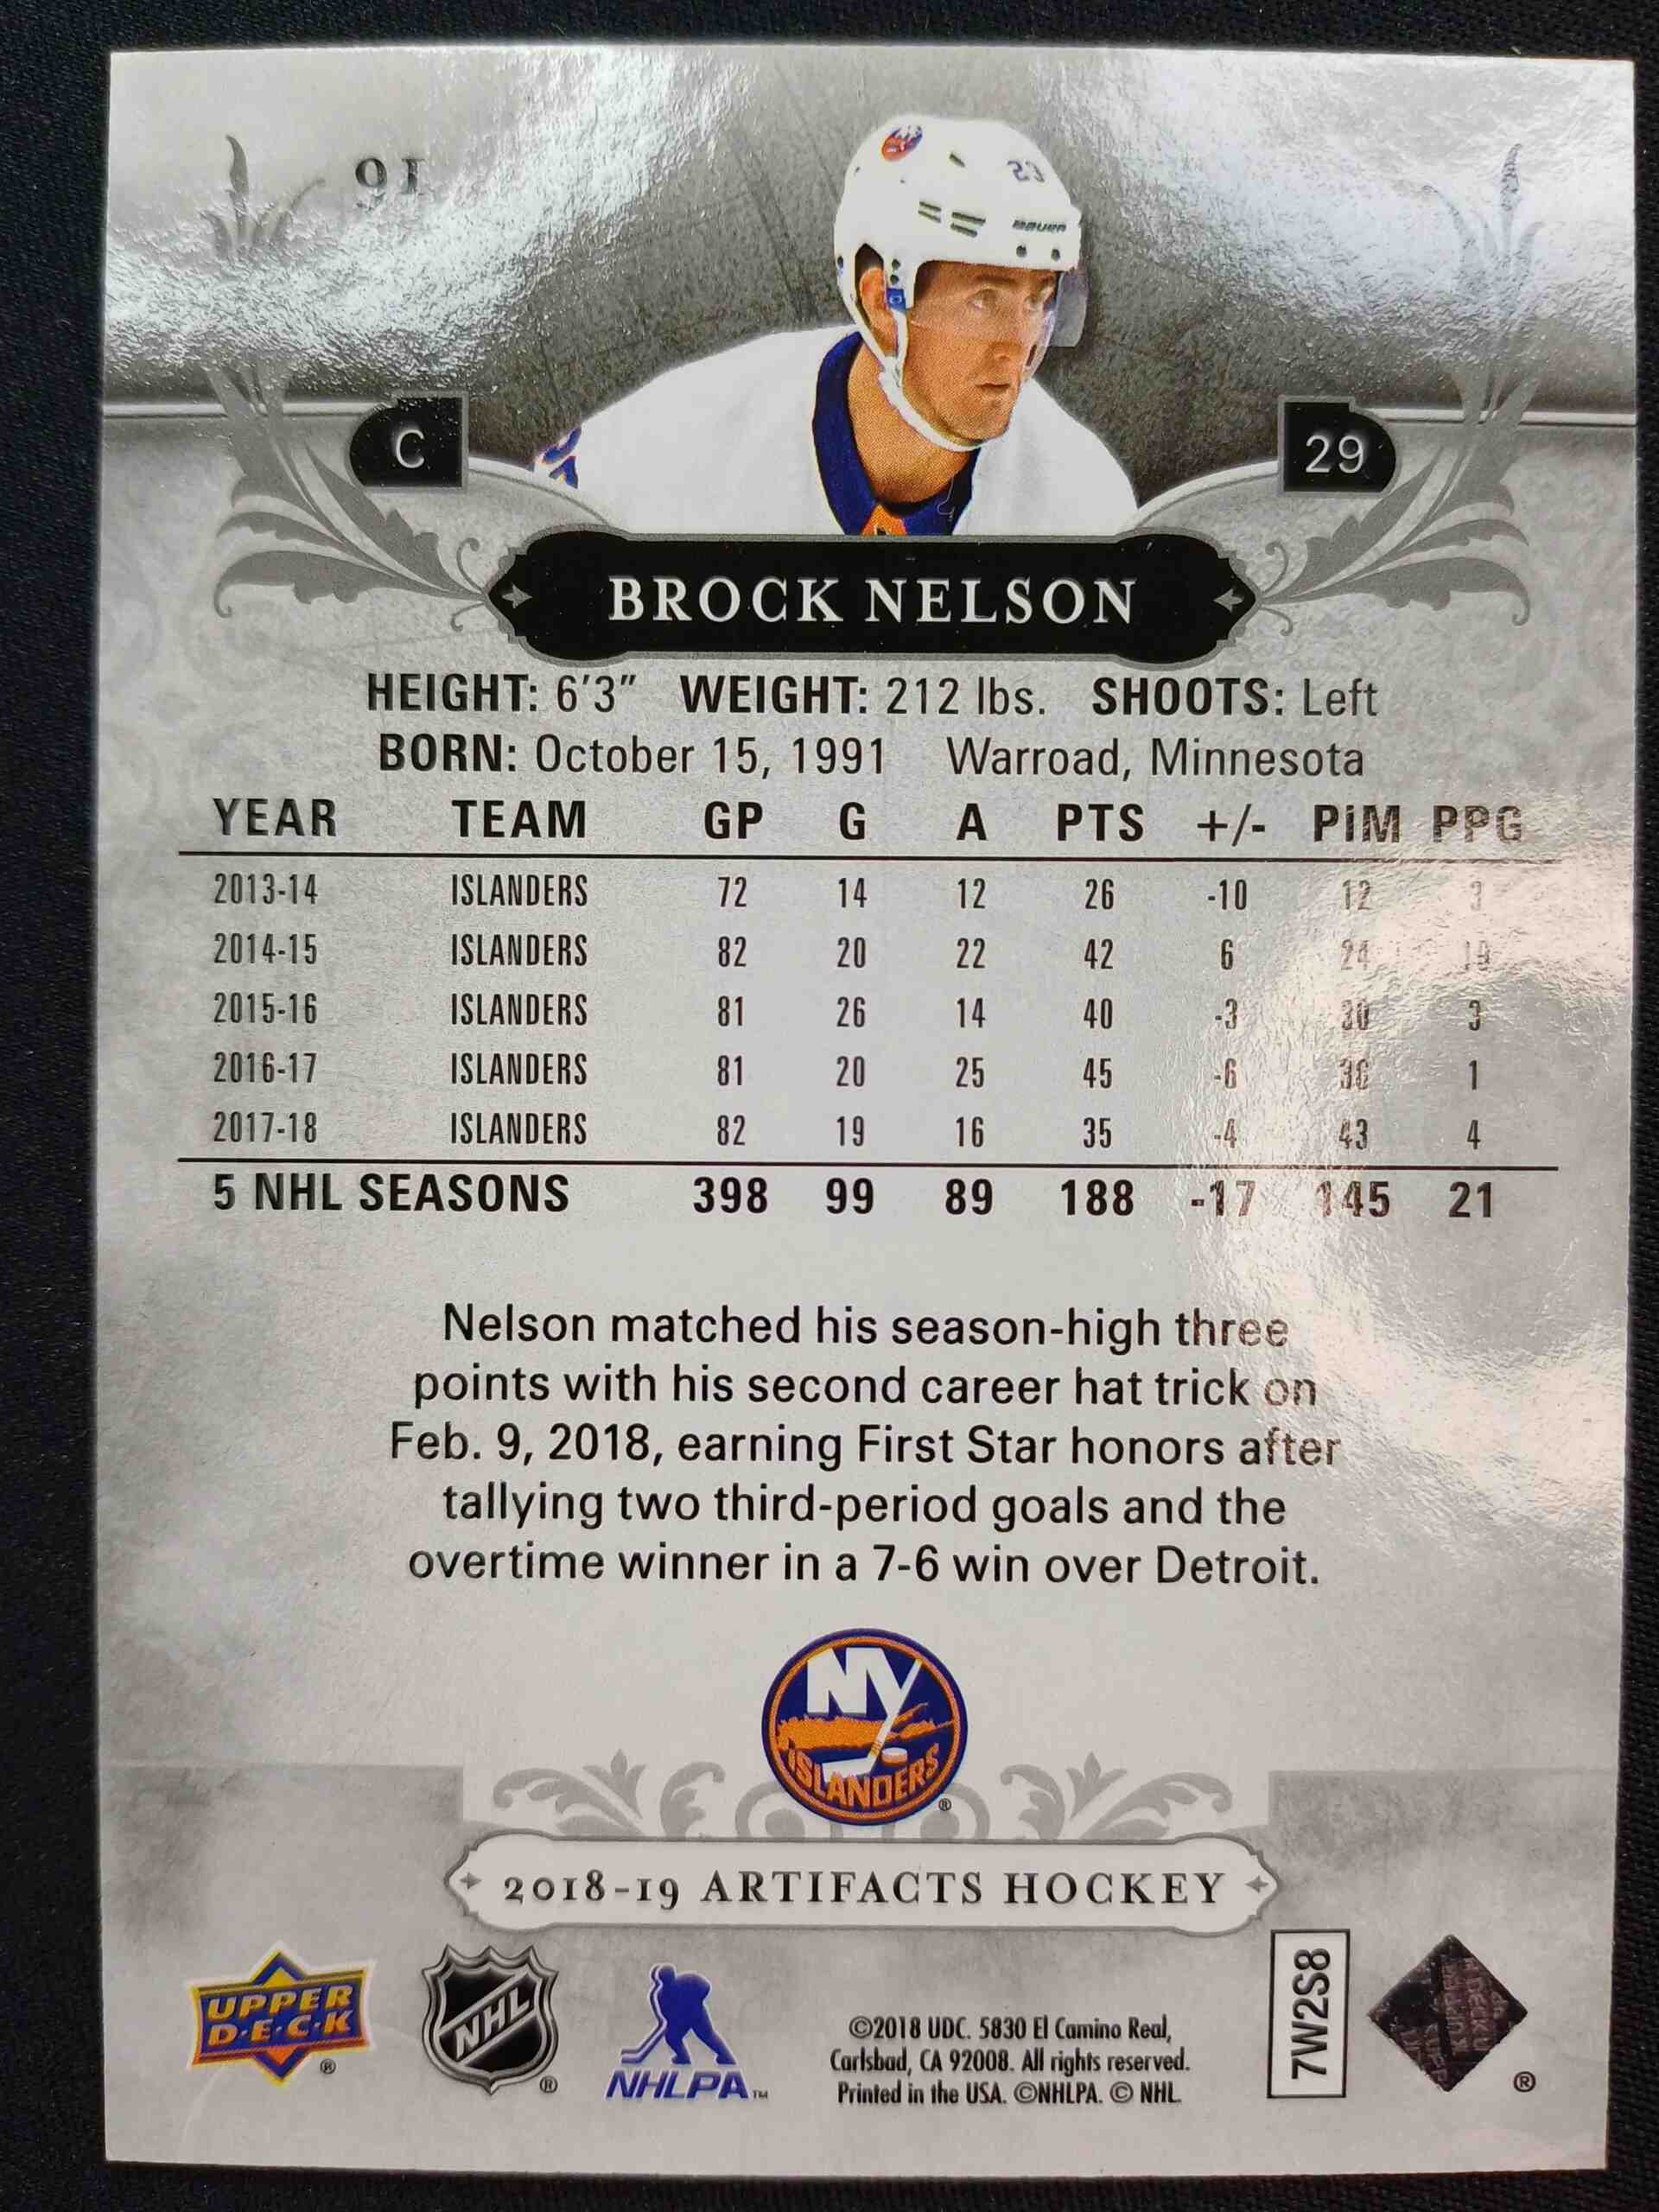 91
29
BAUER
C
29
BROCK NELSON
HEIGHT: 6'3" WEIGHT: 212 lbs. SHOOTS: Left
BORN: October 15, 1991 Warroad, Minnesota
YEAR TEAM GP G A PTS +/- PIM PPG
2013-14 ISLANDERS 72 14 12 26 -10 12 3
2014-15 ISLANDERS 82 20 22 42 6 24 10
2015-16 ISLANDERS 81 26 14 40 -3 30 3
2016-17 ISLANDERS 81 20 25 45 -6 36 1
2017-18 ISLANDERS 82 19 16 35 -4 43 4
5 NHL SEASONS 398 99 89 188 -17 145 21
Nelson matched his season-high three
points with his second career hat trick on
Feb. 9, 2018, earning First Star honors after
tallying two third-period goals and the
overtime winner in a 7-6 win over Detroit.
NY
ISLANDERS
®
2018-19 ARTIFACTS HOCKEY
UPPER
D·E·C·K
®
NHL
®
NHLPA™
©2018 UDC. 5830 El Camino Real,
Carlsbad, CA 92008. All rights reserved.
Printed in the USA. ©NHLPA. © NHL.
7W2S8
®